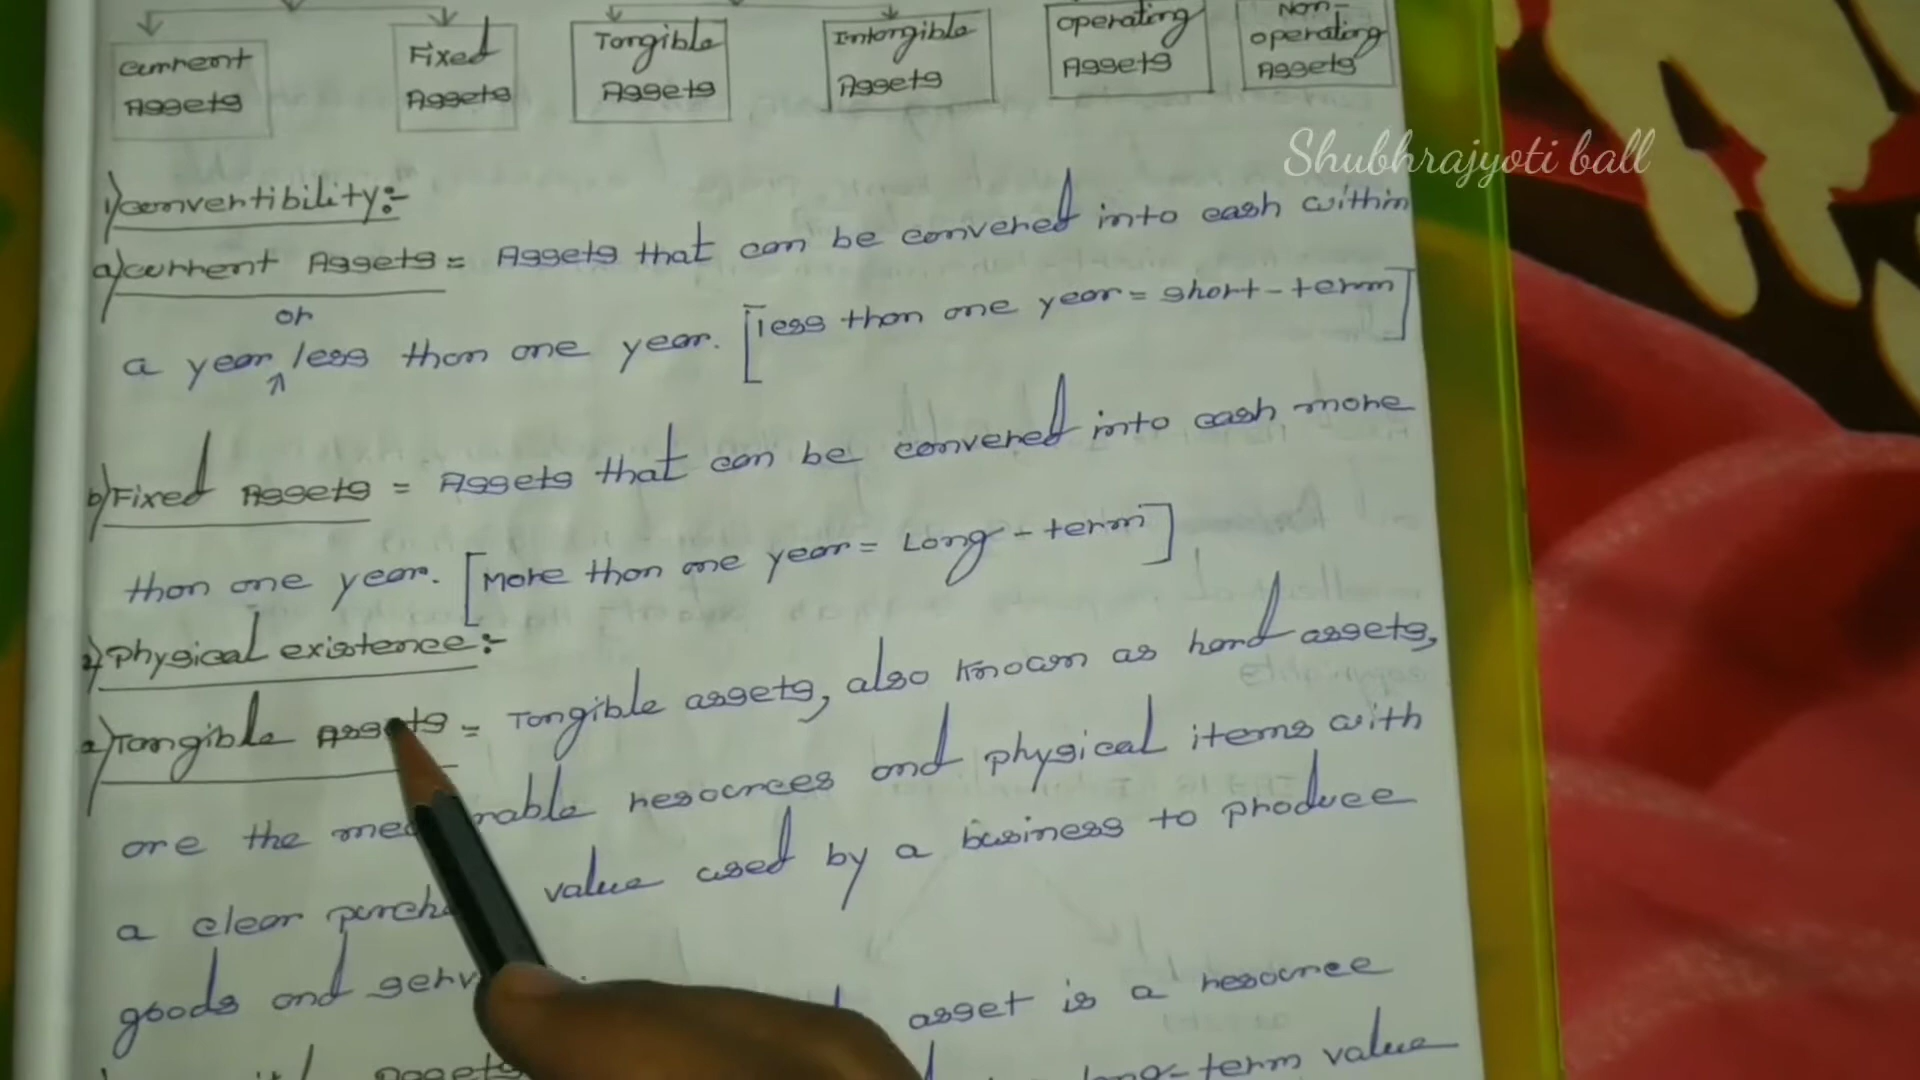 Current Fixed Tangible Intangible Operating Non-
operating
Assets Assets Assets Assets Assets Assets
Shubhrajyoti ball
1) Convertibility:-
a) Current Assets = Assets that can be convered into cash within
or
a year less than one year. [less than one year = short-term]
b) Fixed Assets = Assets that can be convered into cash more
than one year. [More than one year = Long-term]
2) Physical existence:-
a) Tangible Assets = Tangible assets, also known as hard assets,
are the resources and physical items with
a clear value used by a business to produce
goods and asset is a resource
long-term value